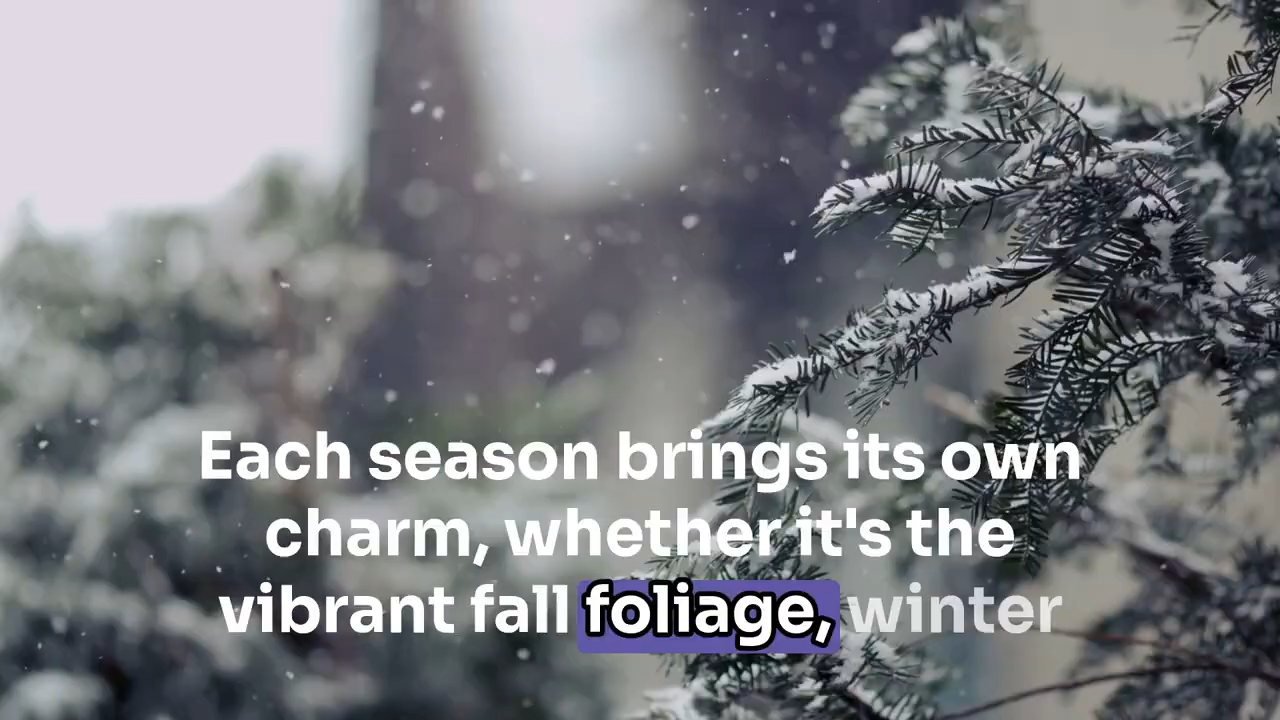 Each season brings its own
charm, whether it's the
vibrant fall foliage, winter